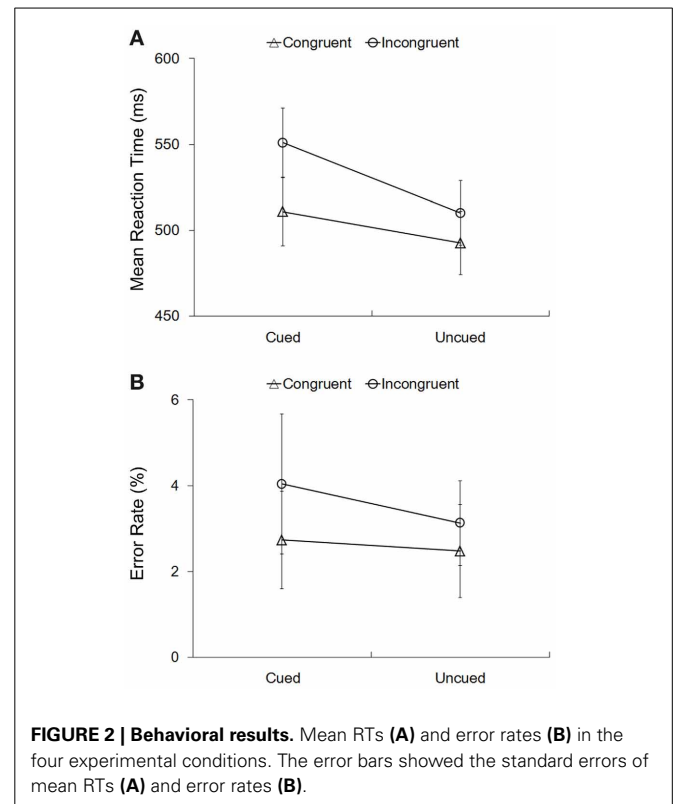 A
Congruent Incongruent
600
550
500
450
Mean Reaction Time (ms)
Cued Uncued
B
Congruent Incongruent
6
4
2
0
Error Rate (%)
Cued Uncued
FIGURE 2 | Behavioral results. Mean RTs (A) and error rates (B) in the
four experimental conditions. The error bars showed the standard errors of
mean RTs (A) and error rates (B).